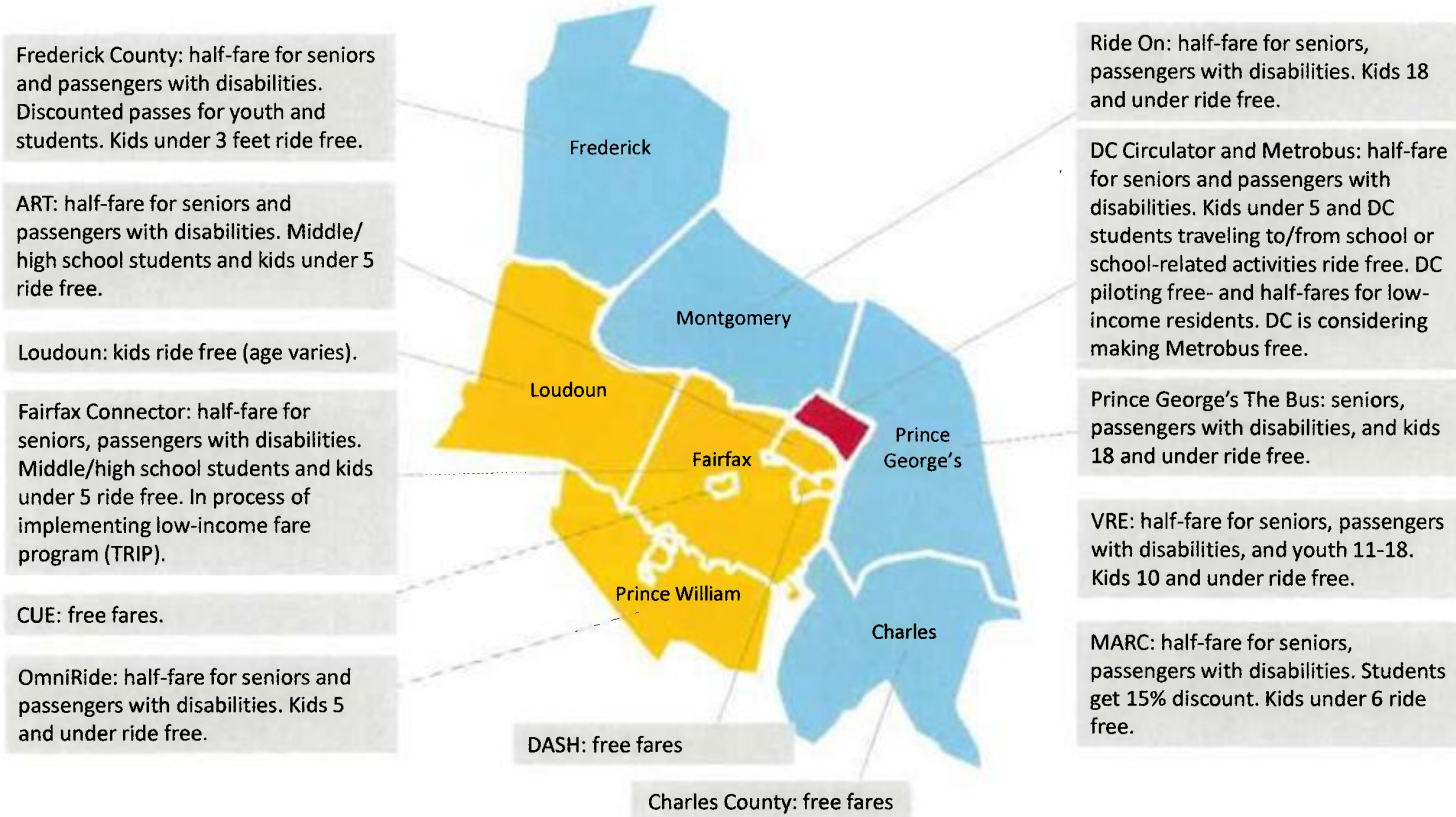 Frederick County: half-fare for seniors
and passengers with disabilities.
Discounted passes for youth and
students. Kids under 3 feet ride free.
ART: half-fare for seniors and
passengers with disabilities. Middle/
high school students and kids under 5
ride free.
Loudoun: kids ride free (age varies).
Fairfax Connector: half-fare for
seniors, passengers with disabilities.
Middle/high school students and kids
under 5 ride free. In process of
implementing low-income fare
program (TRIP).
CUE: free fares.
OmniRide: half-fare for seniors and
passengers with disabilities. Kids 5
and under ride free.
Frederick
Montgomery
Loudoun
Fairfax
Prince
George's
Prince William
Charles
DASH: free fares
Charles County: free fares
Ride On: half-fare for seniors,
passengers with disabilities. Kids 18
and under ride free.
DC Circulator and Metrobus: half-fare
for seniors and passengers with
disabilities. Kids under 5 and DC
students traveling to/from school or
school-related activities ride free. DC
piloting free- and half-fares for low-
income residents. DC is considering
making Metrobus free.
Prince George's The Bus: seniors,
passengers with disabilities, and kids
18 and under ride free.
VRE: half-fare for seniors, passengers
with disabilities, and youth 11-18.
Kids 10 and under ride free.
MARC: half-fare for seniors,
passengers with disabilities. Students
get 15% discount. Kids under 6 ride
free.